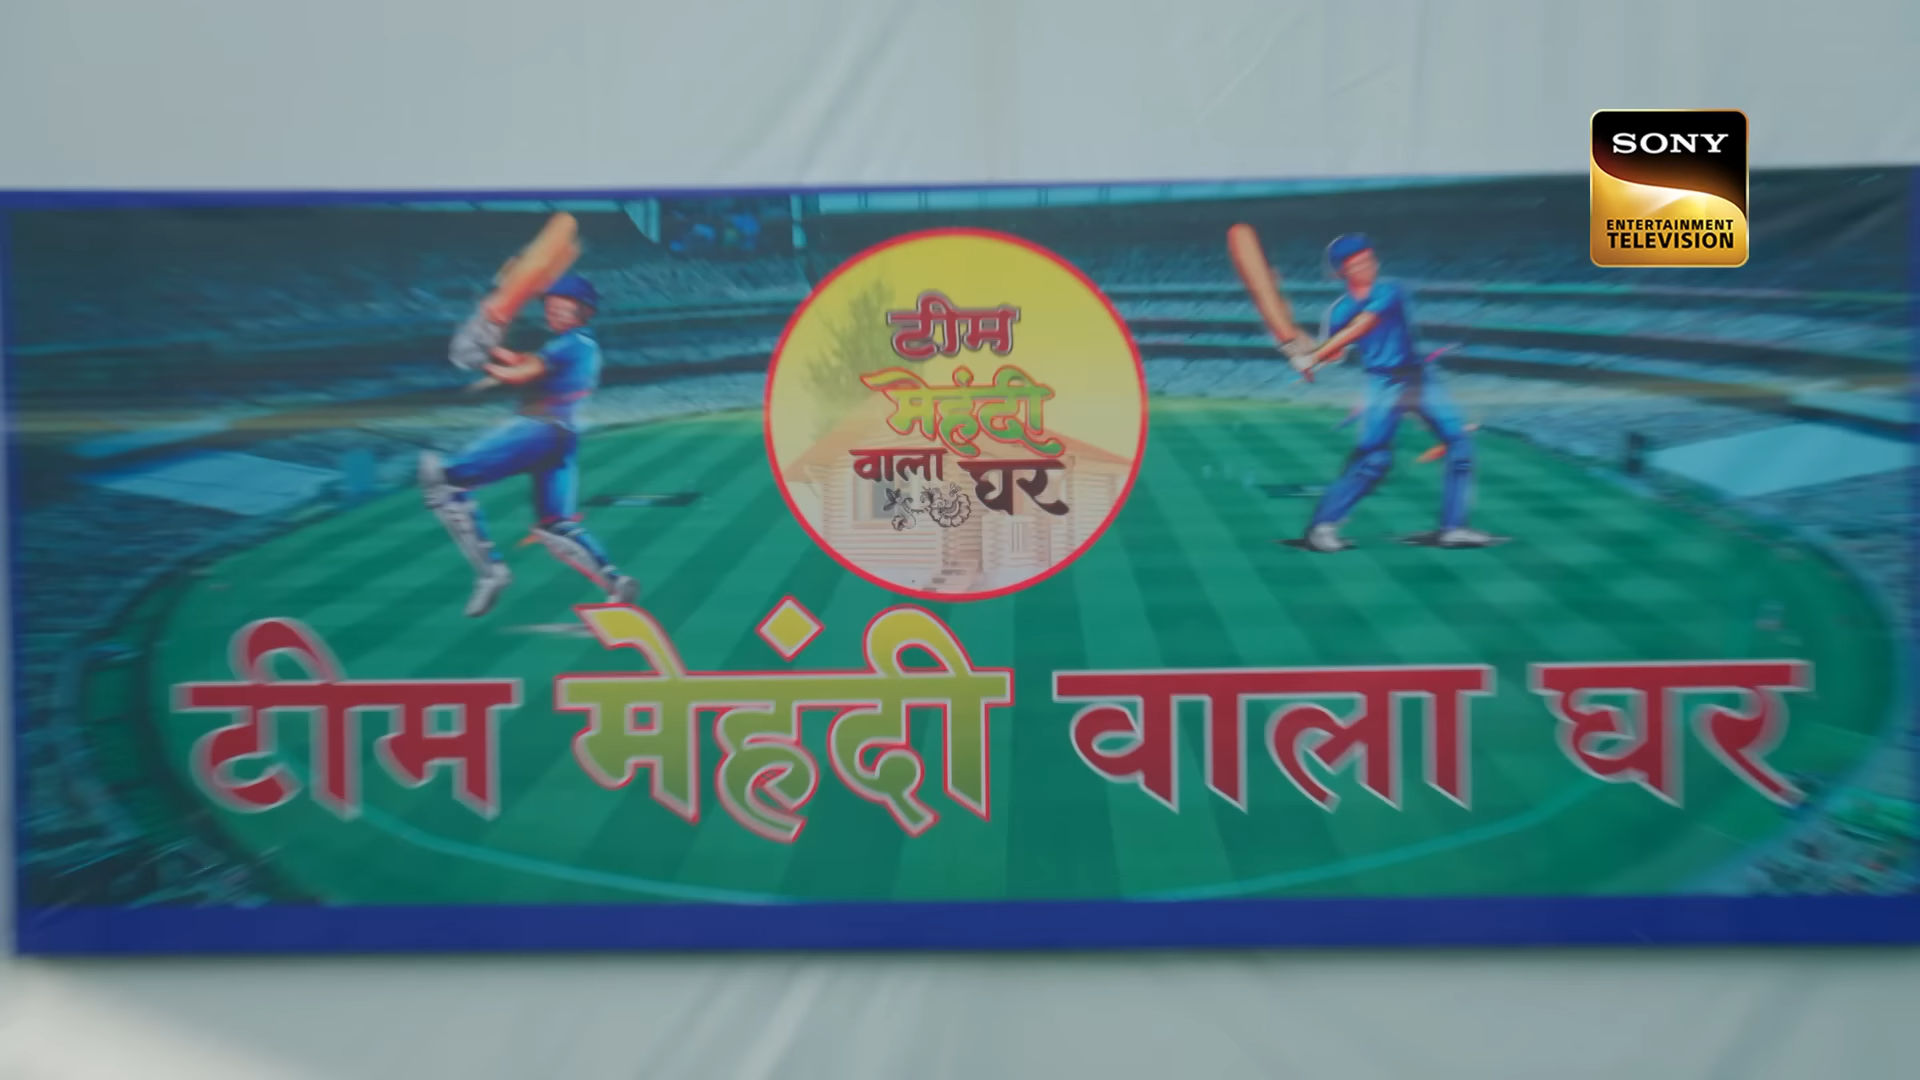 SONY
ENTERTAINMENT
TELEVISION
टीम
मेहंदी
वाला घर
टीम मेहंदी वाला घर